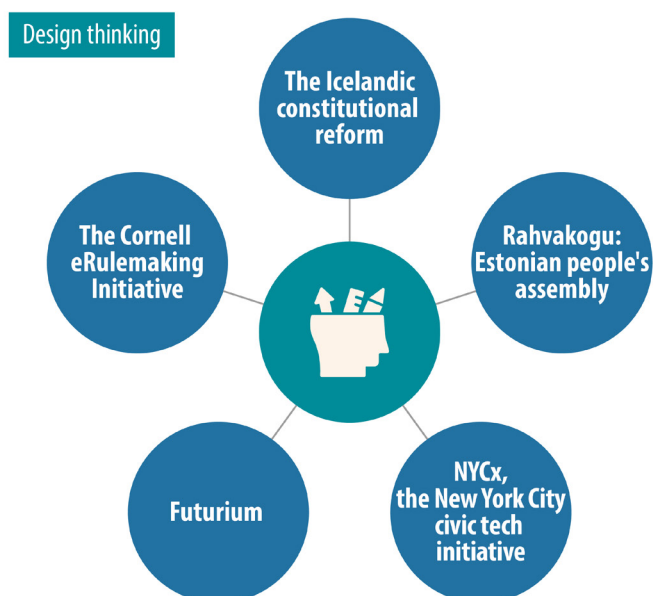 Design thinking
The Icelandic
constitutional
reform
The Cornell
eRulemaking
Initiative
Rahvakogu:
Estonian people's
assembly
Futurium
NYCx,
the New York City
civic tech
initiative